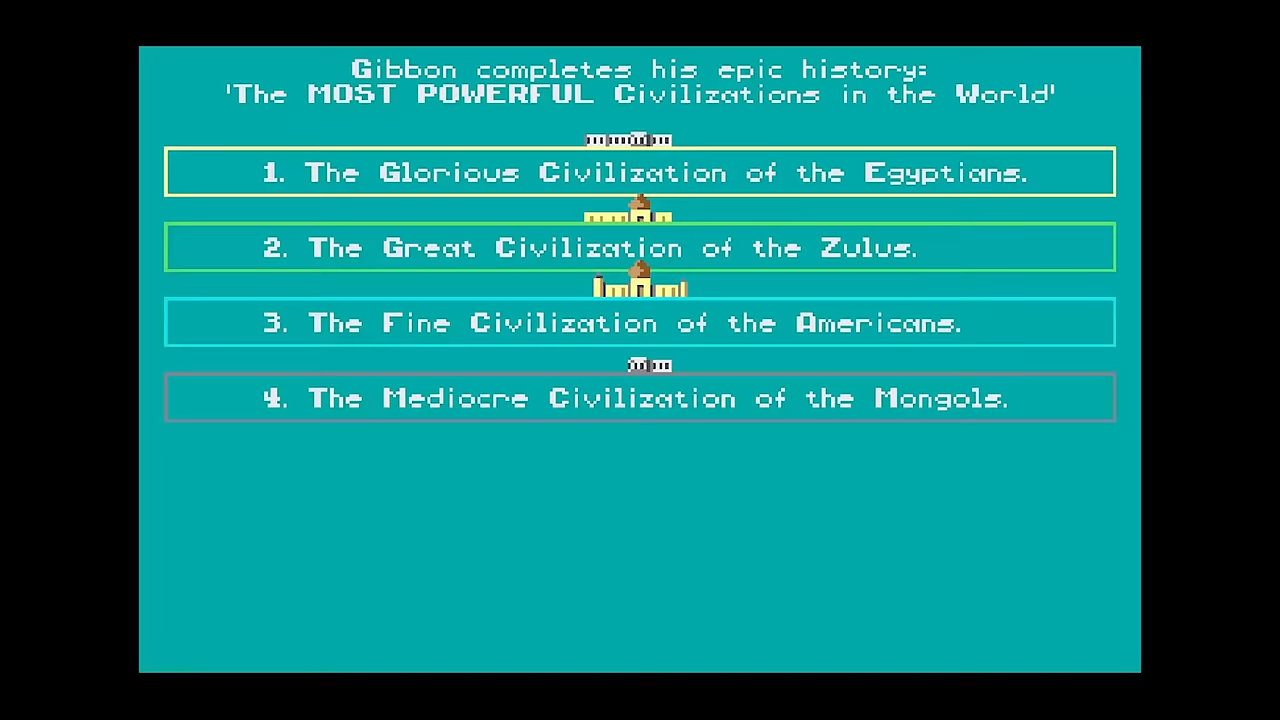 Gibbon completes his epic history:
'The MOST POWERFUL Civilizations in the World'
1. The Glorious Civilization of the Egyptians.
2. The Great Civilization of the Zulus.
3. The Fine Civilization of the Americans.
4. The Mediocre Civilization of the Mongols.